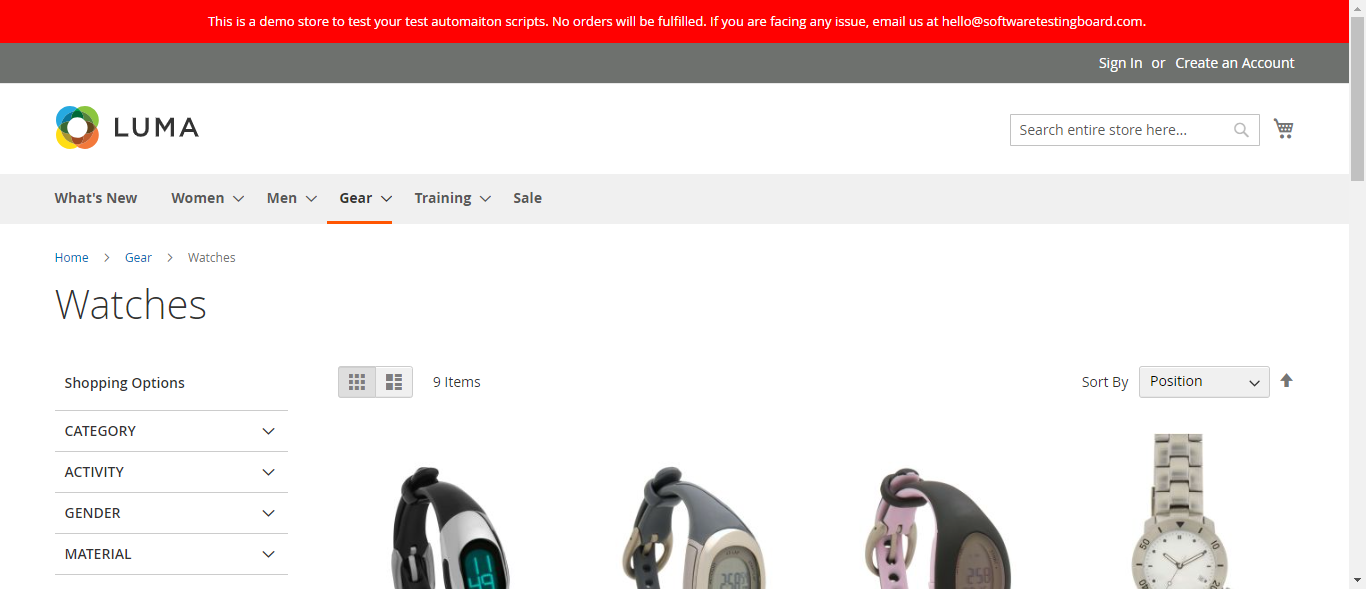 This is a demo store to test your test automaiton scripts. No orders will be fulfilled. If you are facing any issue, email us at hello@softwaretestingboard.com.
Sign In or Create an Account
LUMA
Search entire store here...
What's New Women Men Gear Training Sale
Home > Gear > Watches
Watches
Shopping Options
9 Items
Sort By Position
CATEGORY
ACTIVITY
GENDER
MATERIAL